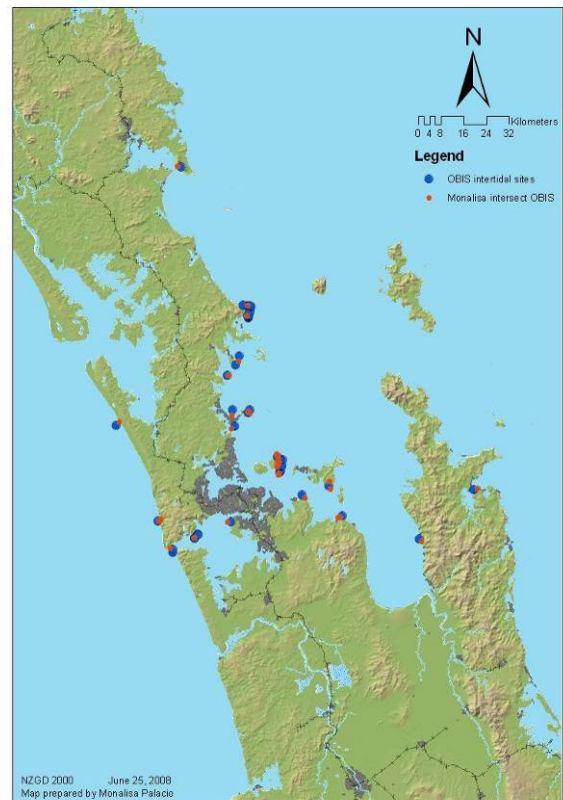 N
0 4 8 16 24 32 Kilometers
Legend
OBIS intertidal sites
Monalisa intersect OBIS
NZGD 2000 June 25, 2008
Map prepared by Monalisa Palacio